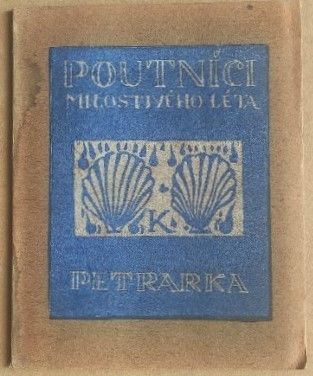 POUTNÍCI
MILOSTIVÉHO LÉTA
K
PETRARKA